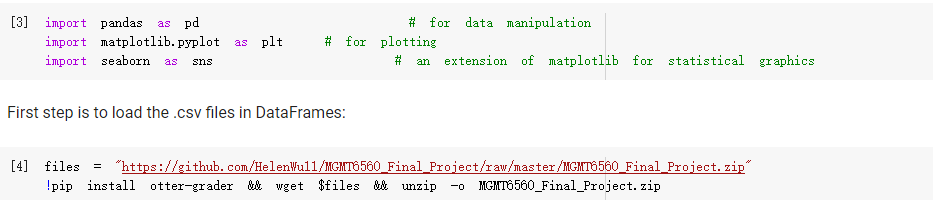 [3] import pandas as pd # for data manipulation
import matplotlib.pyplot as plt # for plotting
import seaborn as sns # an extension of matplotlib for statistical graphics
First step is to load the .csv files in DataFrames:
[4] files = "https://github.com/HelenWu11/MGMT6560_Final_Project/raw/master/MGMT6560_Final_Project.zip"
!pip install otter-grader && wget $files && unzip -o MGMT6560_Final_Project.zip